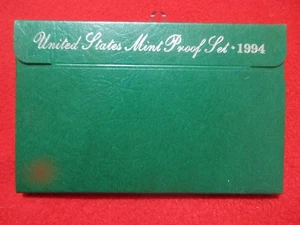 United States Mint Proof Set • 1994